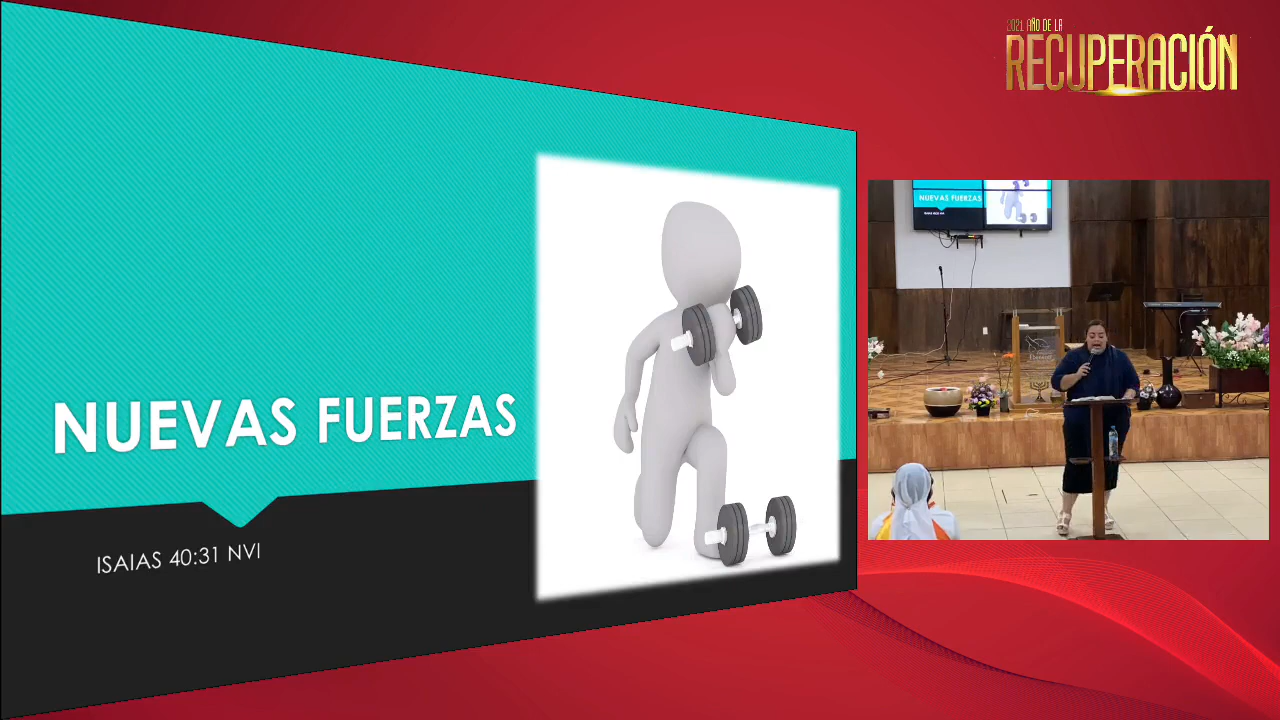 2021 AÑO DE LA
RECUPERACIÓN
NUEVAS FUERZAS
ISAIAS 40:31 NVI
NUEVAS FUERZAS